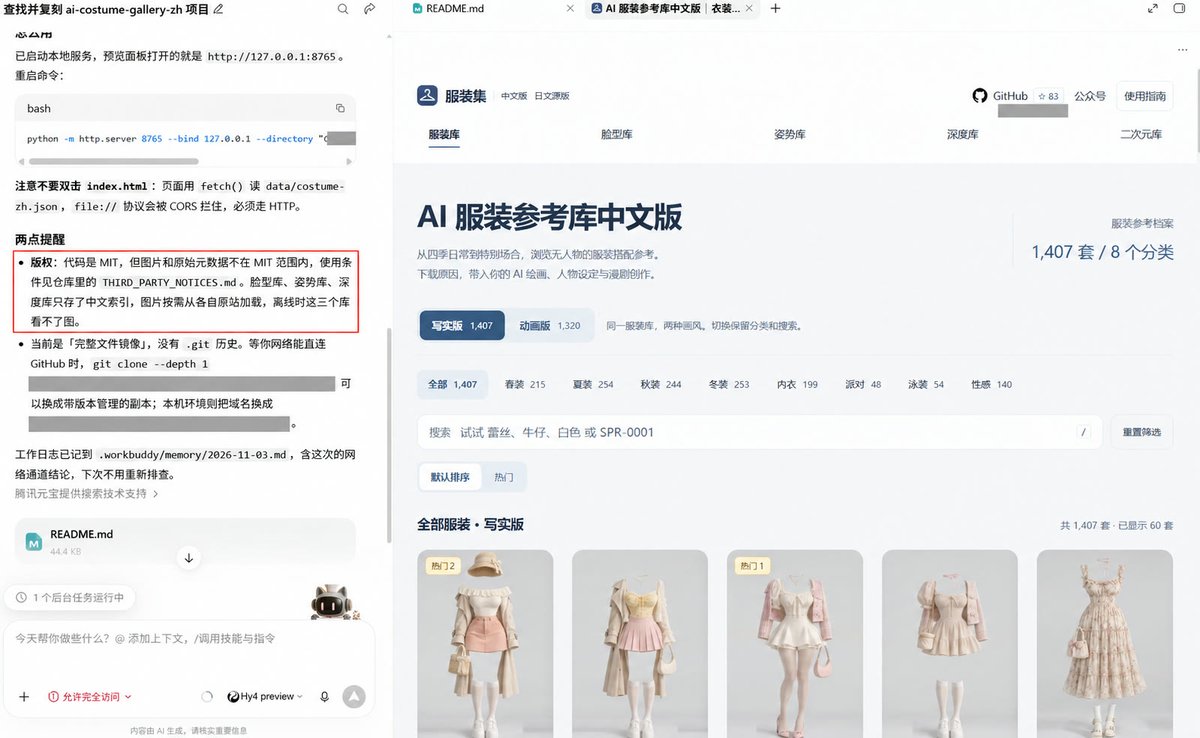 查找并复刻 ai-costume-gallery-zh 项目
怎么用
已启动本地服务，预览面板打开的就是 http://127.0.0.1:8765。
重启命令：
bash
python -m http.server 8765 --bind 127.0.0.1 --directory "C
注意不要双击 index.html：页面用 fetch() 读 data/costume-
zh.json，file:// 协议会被 CORS 拦住，必须走 HTTP。
两点提醒
• 版权：代码是 MIT，但图片和原始元数据不在 MIT 范围内，使用条
件见仓库里的 THIRD_PARTY_NOTICES.md。脸型库、姿势库、深
度库只存了中文索引，图片按需从各自原站加载，离线时这三个库
看不了图。
• 当前是「完整文件镜像」，没有 .git 历史。等你网络能直连
GitHub 时，git clone --depth 1
可
以换成带版本管理的副本；本机环境则把域名换成
。
工作日志已记到 .workbuddy/memory/2026-11-03.md，含这次的网
络通道结论，下次不用重新排查。
腾讯元宝提供搜索技术支持 >
README.md
44.4 KB
1 个后台任务运行中
今天帮你做些什么？@ 添加上下文，/调用技能与指令
允许完全访问
Hy4 preview
内容由 AI 生成，请核实重要信息
README.md
AI 服装参考库中文版｜衣装...
服装集
中文版 日文源版
GitHub ☆ 83 公众号 使用指南
服装库 脸型库 姿势库 深度库 二次元库
AI 服装参考库中文版
从四季日常到特别场合，浏览无人物的服装搭配参考。
下载原因，带入你的 AI 绘画、人物设定与漫剧创作。
服装参考档案
1,407 套 / 8 个分类
写实版 1,407 动画版 1,320 同一服装库，两种画风。切换保留分类和搜索。
全部 1,407 春装 215 夏装 254 秋装 244 冬装 253 内衣 199 派对 48 泳装 54 性感 140
搜索 试试 蕾丝、牛仔、白色 或 SPR-0001 / 重置筛选
默认排序 热门
全部服装·写实版
共 1,407 套 · 已显示 60 套
热门 2
热门 1